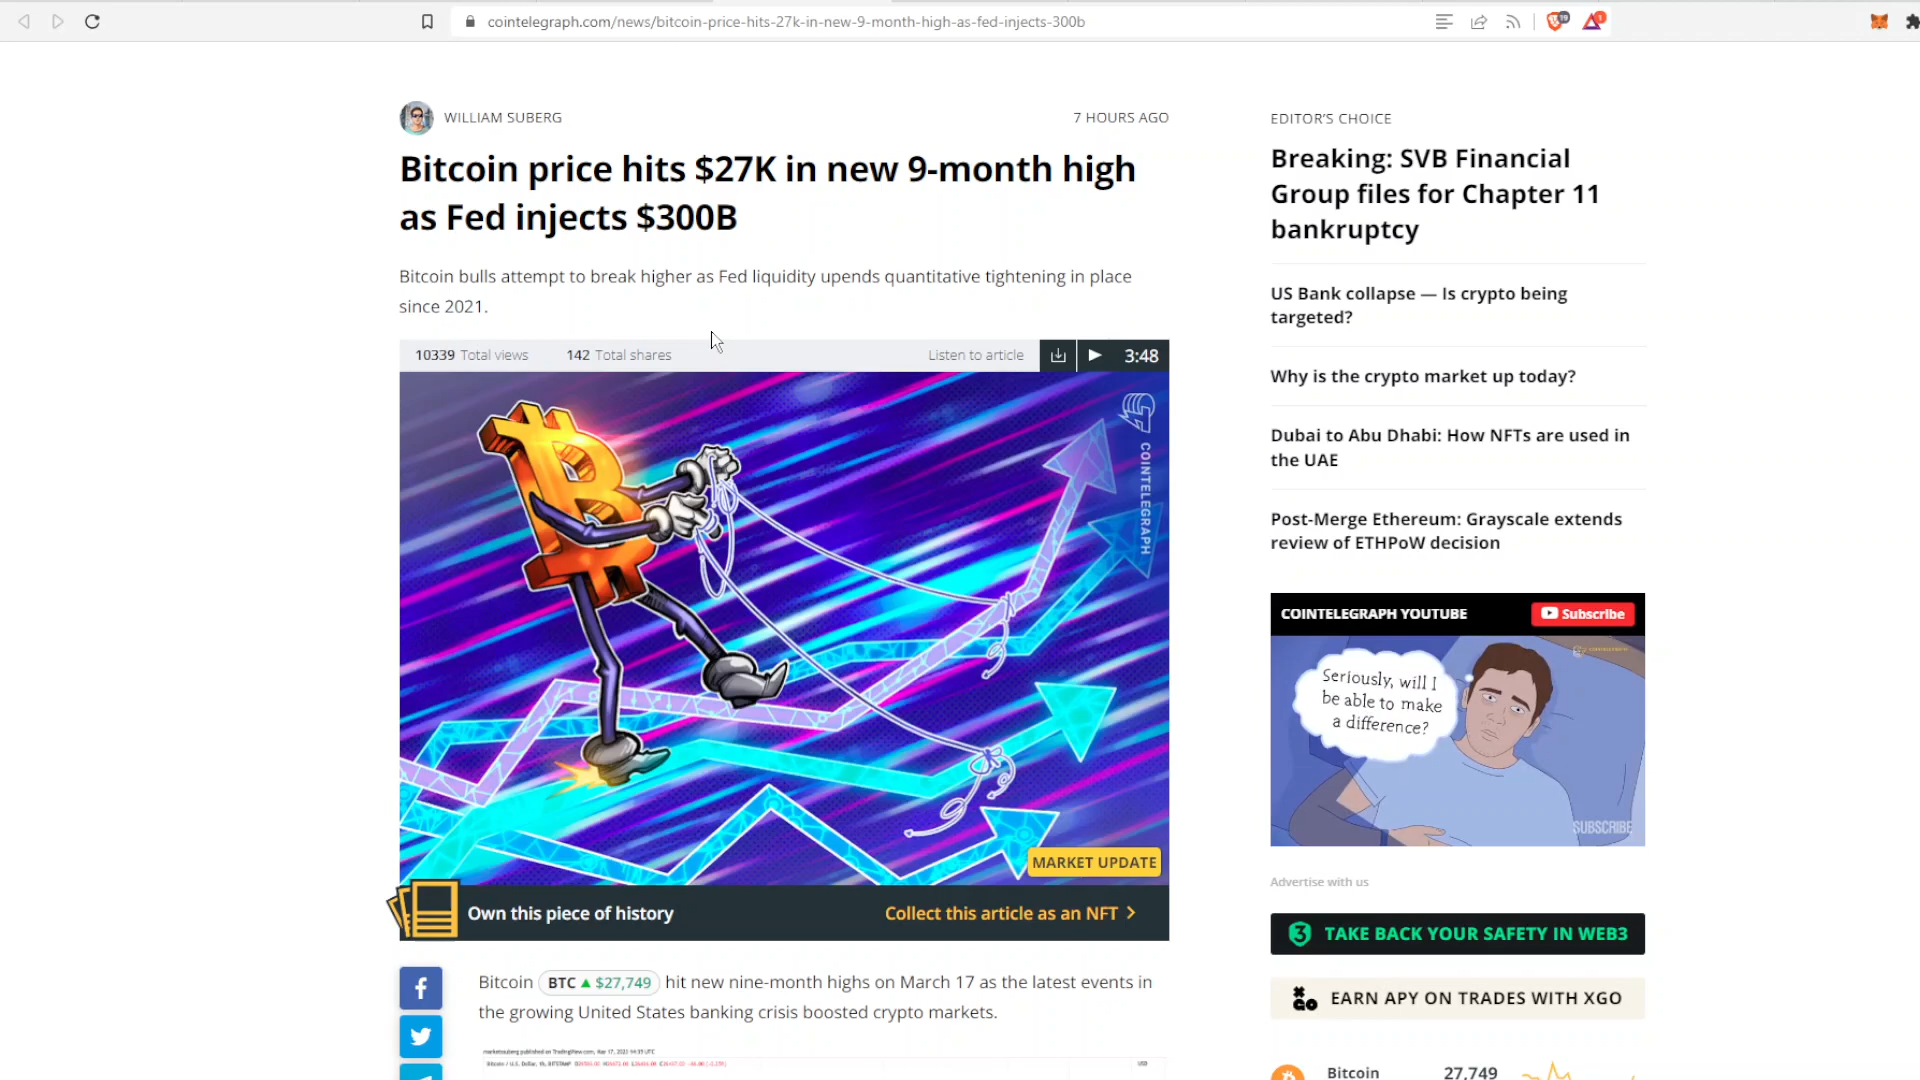 cointelegraph.com/news/bitcoin-price-hits-27k-in-new-9-month-high-as-fed-injects-300b
19
1
WILLIAM SUBERG
7 HOURS AGO
Bitcoin price hits $27K in new 9-month high
as Fed injects $300B
Bitcoin bulls attempt to break higher as Fed liquidity upends quantitative tightening in place
since 2021.
10339 Total views
142 Total shares
Listen to article
3:48
COINTELEGRAPH
MARKET UPDATE
Own this piece of history
Collect this article as an NFT
Bitcoin BTC ▲ $27,749 hit new nine-month highs on March 17 as the latest events in
the growing United States banking crisis boosted crypto markets.
EDITOR'S CHOICE
Breaking: SVB Financial
Group files for Chapter 11
bankruptcy
US Bank collapse — Is crypto being
targeted?
Why is the crypto market up today?
Dubai to Abu Dhabi: How NFTs are used in
the UAE
Post-Merge Ethereum: Grayscale extends
review of ETHPoW decision
COINTELEGRAPH YOUTUBE
Subscribe
Seriously, will I
be able to make
a difference?
SUBSCRIBE
Advertise with us
3 TAKE BACK YOUR SAFETY IN WEB3
XGO EARN APY ON TRADES WITH XGO
Bitcoin 27,749